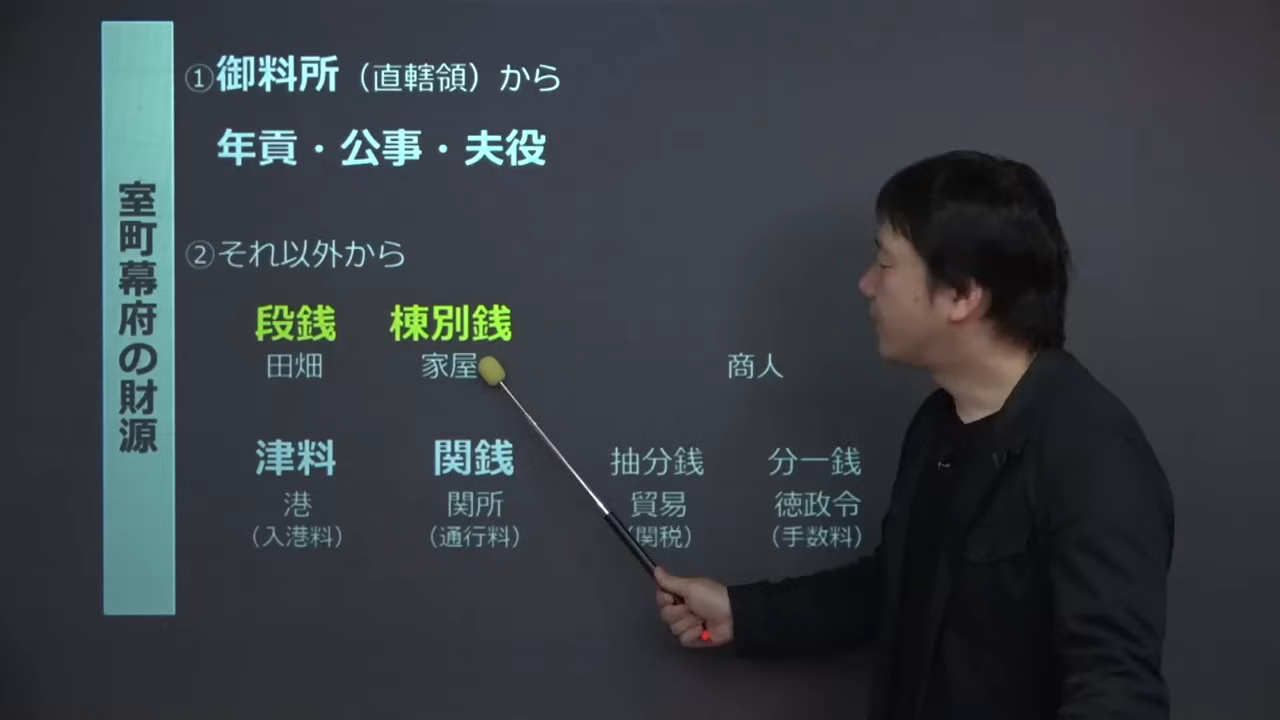 室町幕府の財源
①御料所（直轄領）から
年貢・公事・夫役
②それ以外から
段銭 棟別銭
田畑 家屋 商人
津料 関銭 抽分銭 分一銭
港 関所 貿易 徳政令
（入港料） （通行料） （関税） （手数料）